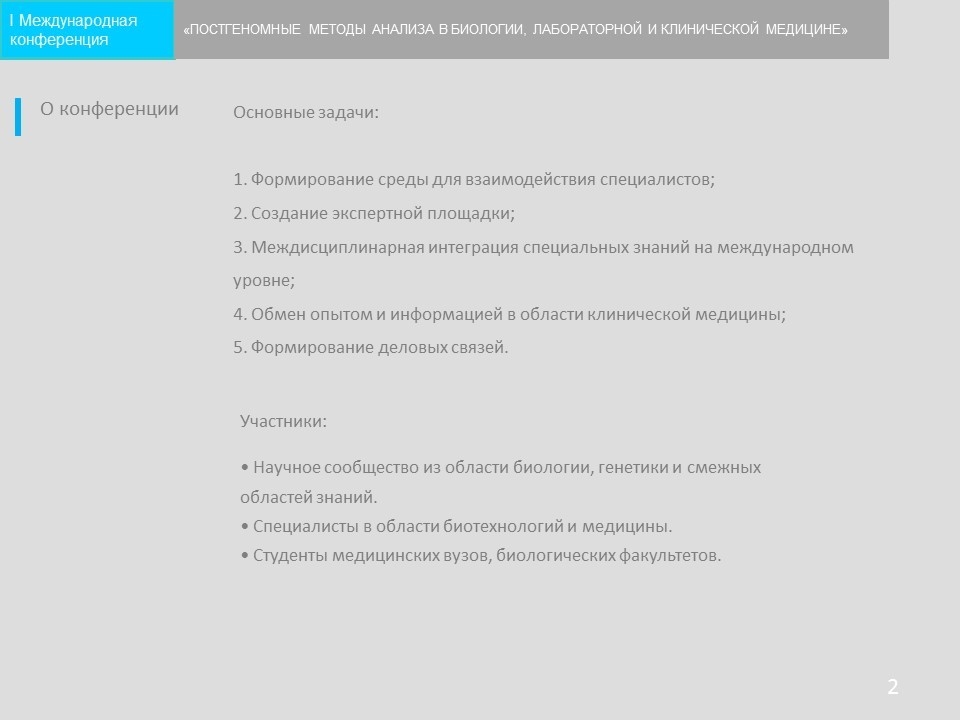 I Международная
конференция
«ПОСТГЕНОМНЫЕ МЕТОДЫ АНАЛИЗА В БИОЛОГИИ, ЛАБОРАТОРНОЙ И КЛИНИЧЕСКОЙ МЕДИЦИНЕ»
О конференции
Основные задачи:
1. Формирование среды для взаимодействия специалистов;
2. Создание экспертной площадки;
3. Междисциплинарная интеграция специальных знаний на международном
уровне;
4. Обмен опытом и информацией в области клинической медицины;
5. Формирование деловых связей.
Участники:
• Научное сообщество из области биологии, генетики и смежных
областей знаний.
• Специалисты в области биотехнологий и медицины.
• Студенты медицинских вузов, биологических факультетов.
2